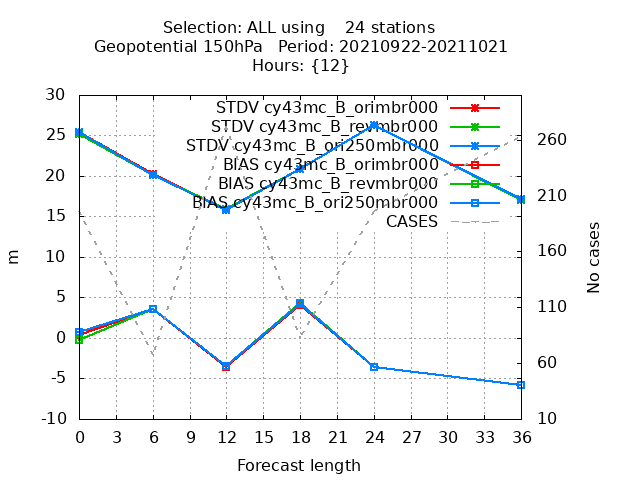 Selection: ALL using    24 stations
Geopotential 150hPa   Period: 20210922-20211021
Hours: {12}
STDV cy43mc_B_orimbr000
STDV cy43mc_B_revmbr000
STDV cy43mc_B_ori250mbr000
BIAS cy43mc_B_orimbr000
BIAS cy43mc_B_revmbr000
BIAS cy43mc_B_ori250mbr000
CASES
30
25
20
15
10
5
0
-5
-10
m
260
210
160
110
60
10
No cases
0 3 6 9 12 15 18 21 24 27 30 33 36
Forecast length